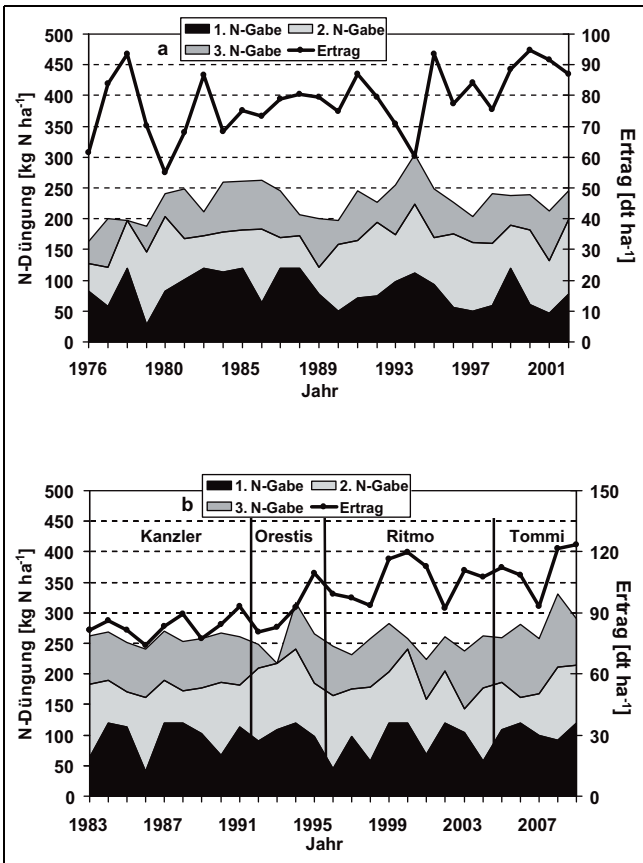 a
1. N-Gabe 2. N-Gabe
3. N-Gabe Ertrag
N-Düngung [kg N ha-1]
500
450
400
350
300
250
200
150
100
50
0
100
90
80
70
60
50
40
30
20
10
0
Ertrag [dt ha-1]
1976 1980 1985 1989 1993 1997 2001
Jahr
b
1. N-Gabe 2. N-Gabe
3. N-Gabe Ertrag
Kanzler Orestis Ritmo Tommi
N-Düngung [kg N ha-1]
500
450
400
350
300
250
200
150
100
50
0
150
120
90
60
30
0
Ertrag [dt ha-1]
1983 1987 1991 1995 1999 2003 2007
Jahr